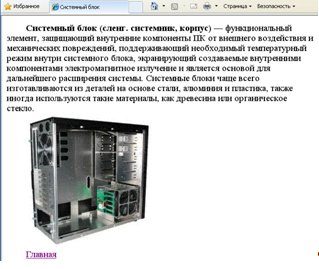 Избранное
Системный блок
Страница
Безопасность
Системный блок (сленг. системник, корпус) — функциональный
элемент, защищающий внутренние компоненты ПК от внешнего воздействия и
механических повреждений, поддерживающий необходимый температурный
режим внутри системного блока, экранирующий создаваемые внутренними
компонентами электромагнитное излучение и является основой для
дальнейшего расширения системы. Системные блоки чаще всего
изготавливаются из деталей на основе стали, алюминия и пластика, также
иногда используются такие материалы, как древесина или органическое
стекло.
Главная